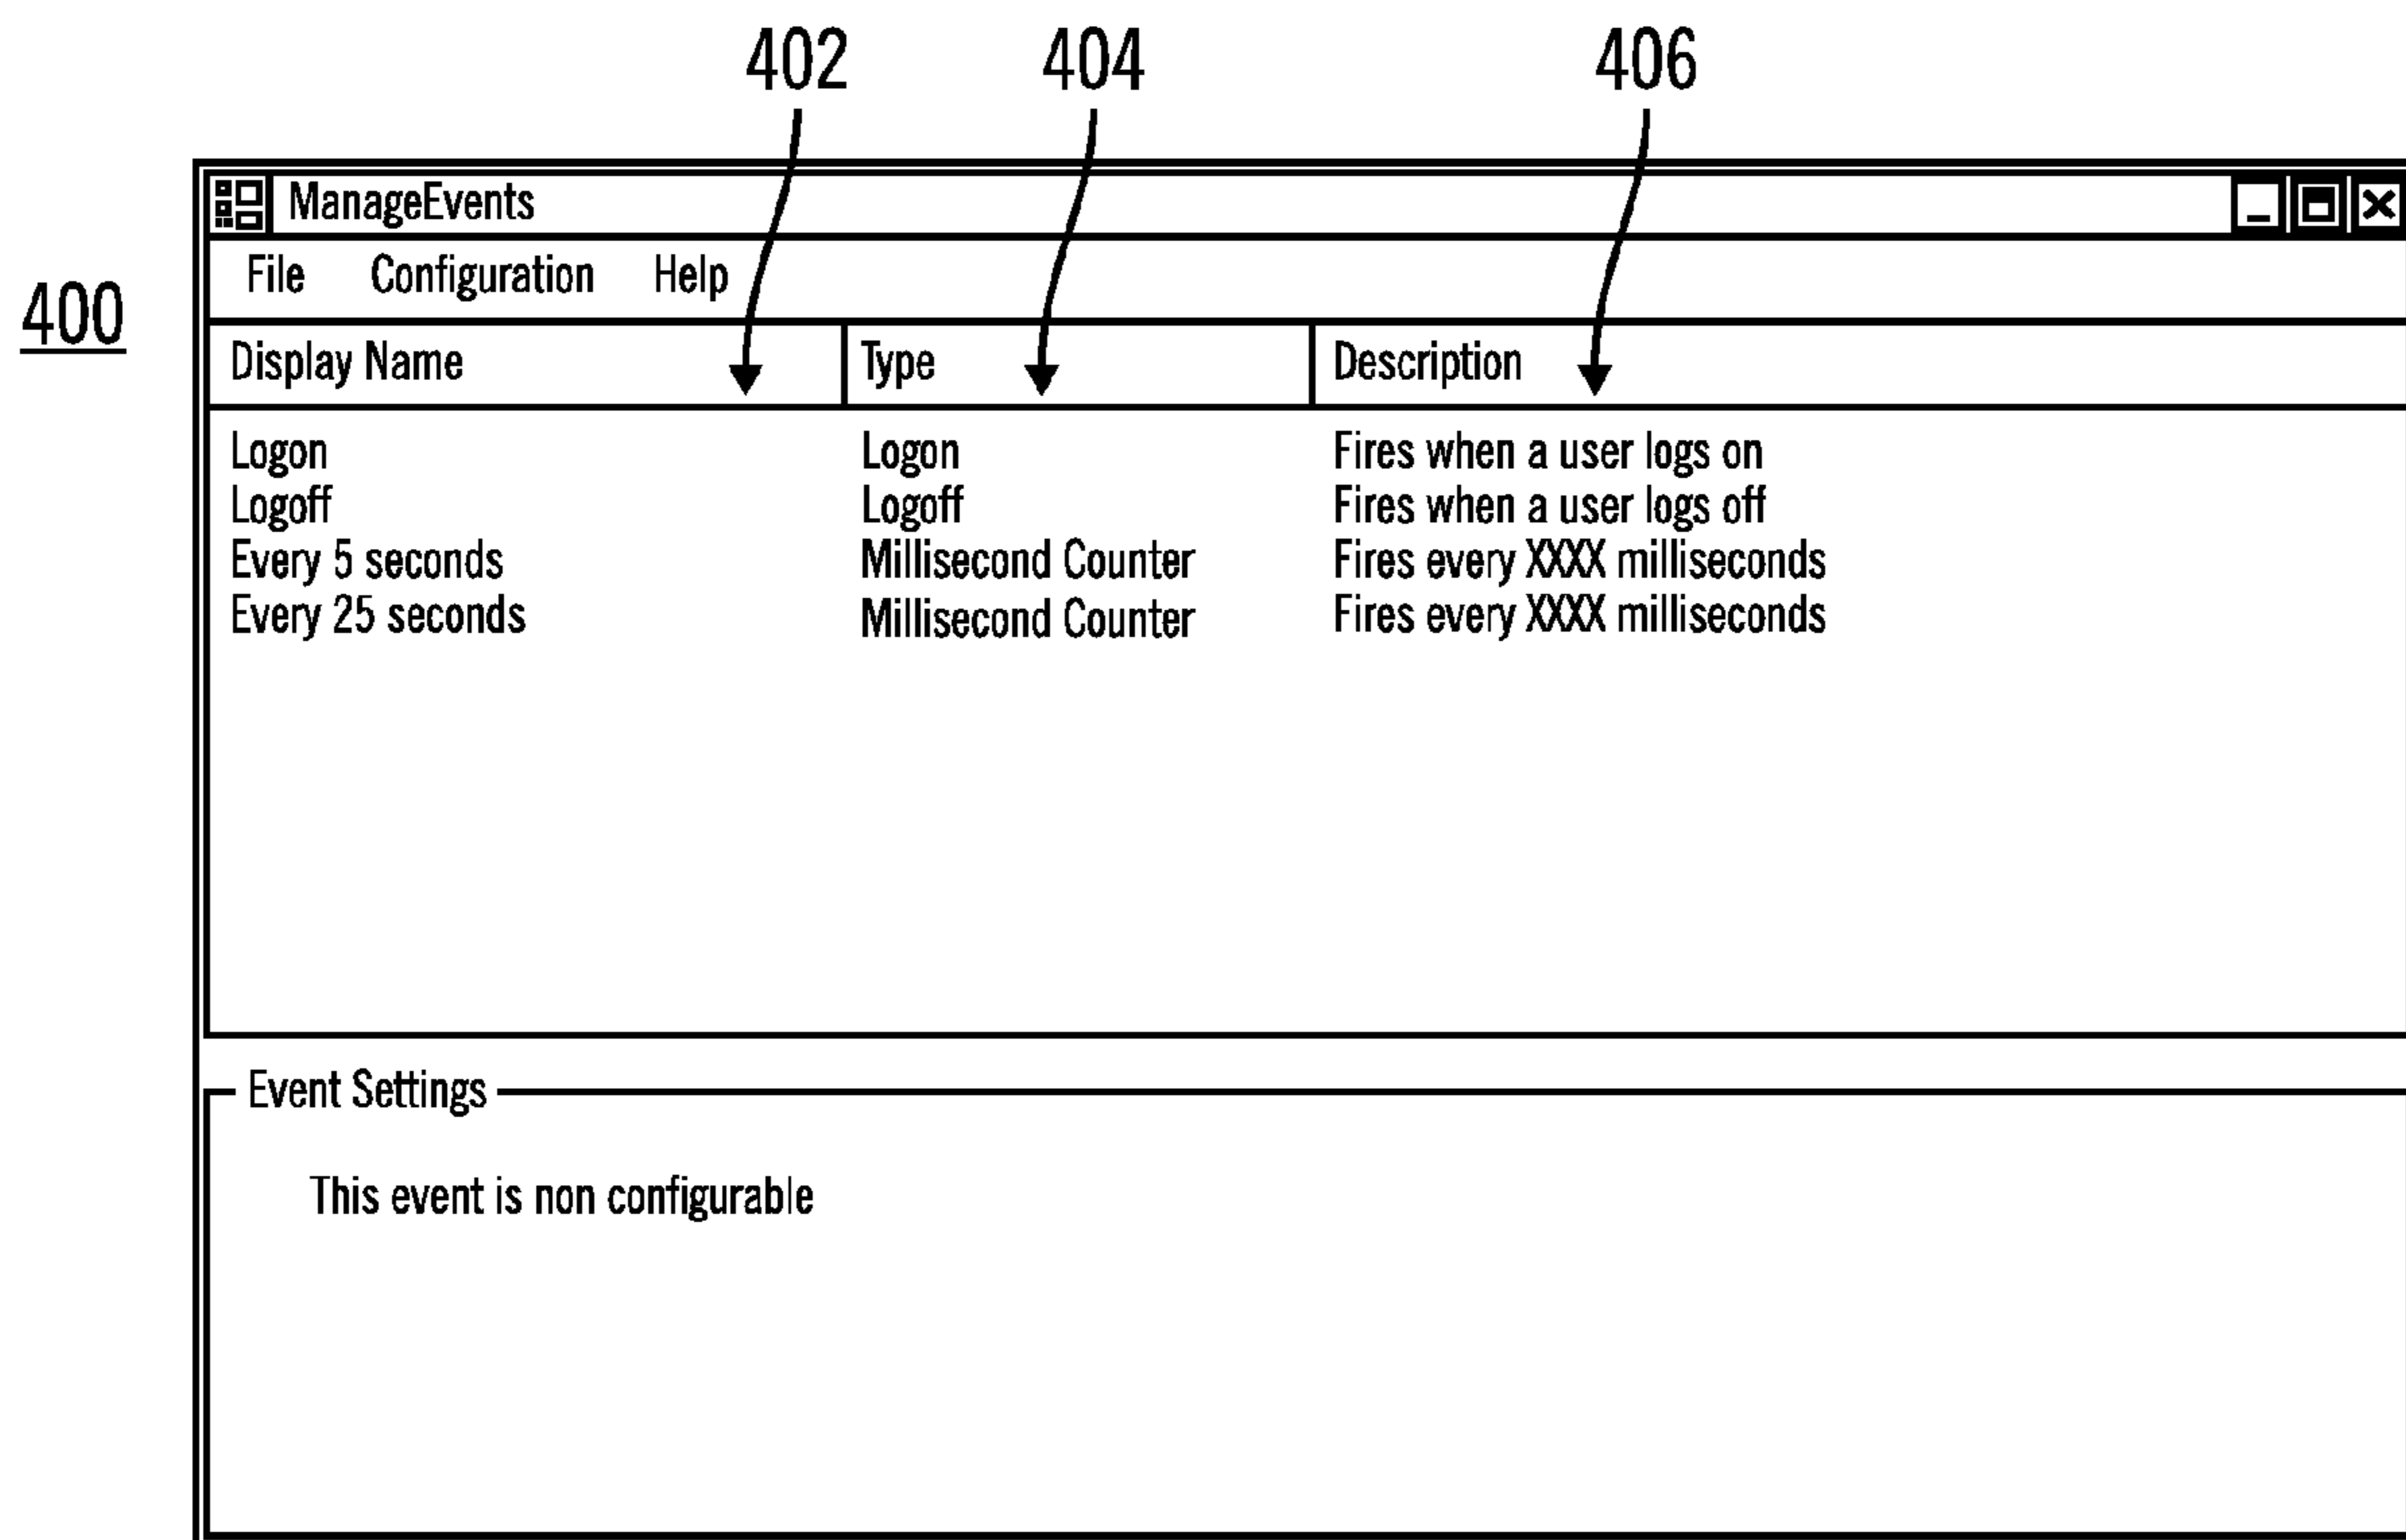 402 404 406
ManageEvents
400
File Configuration Help
Display Name Type Description
Logon Logon Fires when a user logs on
Logoff Logoff Fires when a user logs off
Every 5 seconds Millisecond Counter Fires every XXXX milliseconds
Every 25 seconds Millisecond Counter Fires every XXXX milliseconds
Event Settings
This event is non configurable